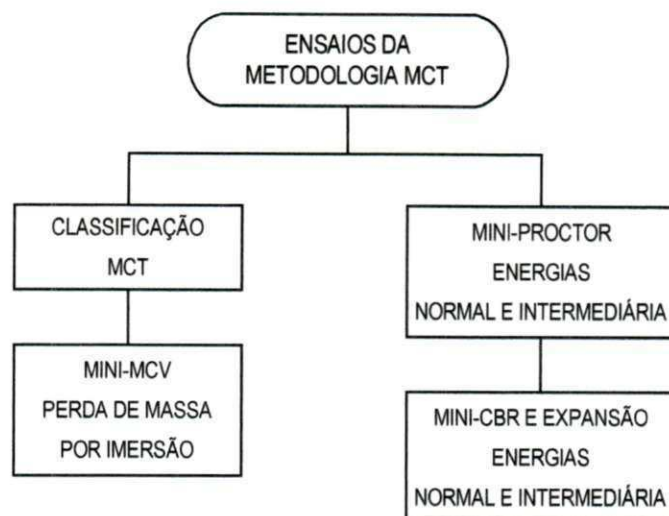 ENSAIOS DA
METODOLOGIA MCT
CLASSIFICAÇÃO
MCT
MINI-MCV
PERDA DE MASSA
POR IMERSÃO
MINI-PROCTOR
ENERGIAS
NORMAL E INTERMEDIÁRIA
MINI-CBR E EXPANSÃO
ENERGIAS
NORMAL E INTERMEDIÁRIA